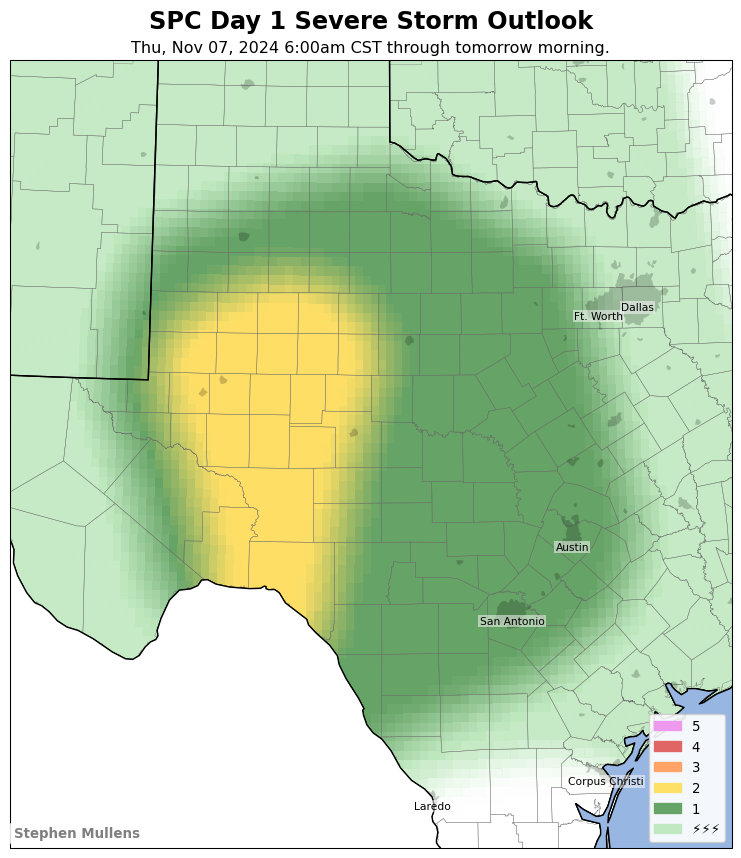 SPC Day 1 Severe Storm Outlook
Thu, Nov 07, 2024 6:00am CST through tomorrow morning.
Dallas
Ft. Worth
Austin
San Antonio
Corpus Christi
Laredo
5
4
3
2
1
⚡⚡⚡
Stephen Mullens